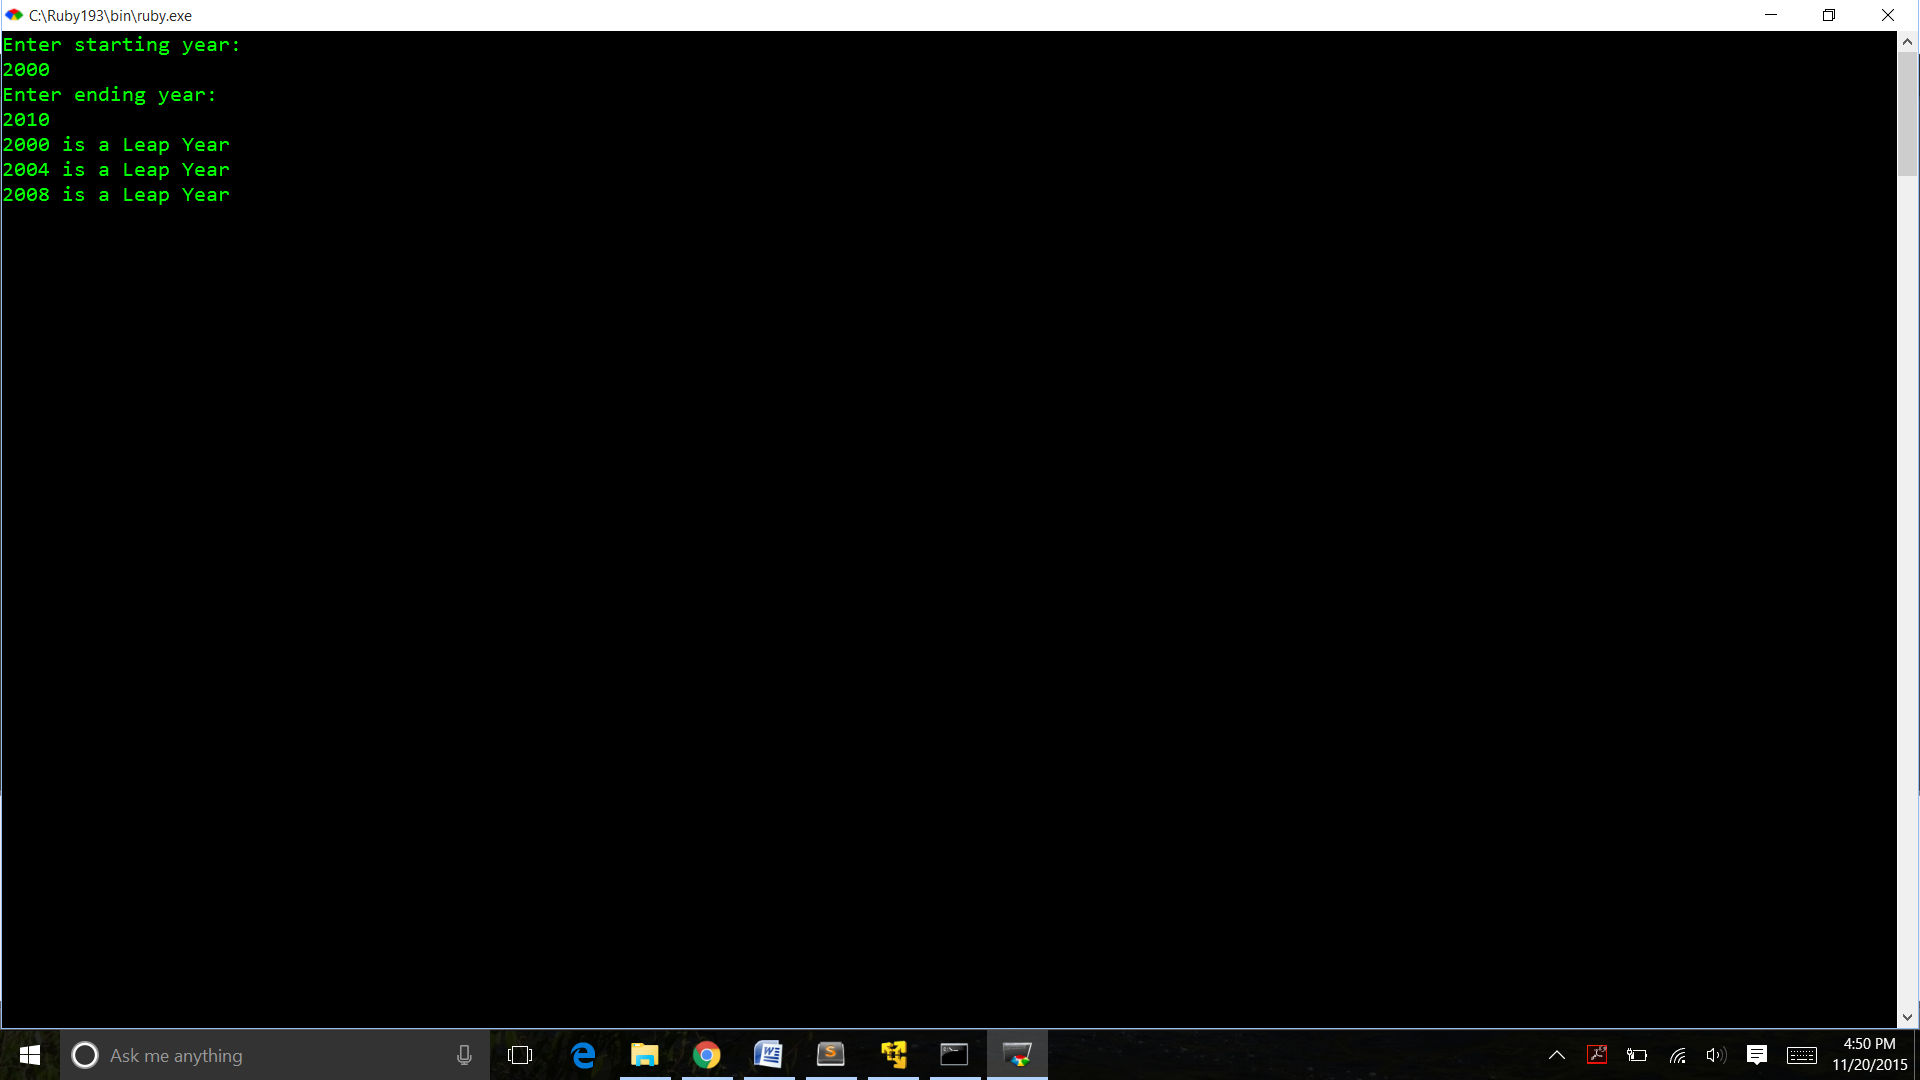 C:\Ruby193\bin\ruby.exe
Enter starting year:
2000
Enter ending year:
2010
2000 is a Leap Year
2004 is a Leap Year
2008 is a Leap Year
Ask me anything
4:50 PM
11/20/2015